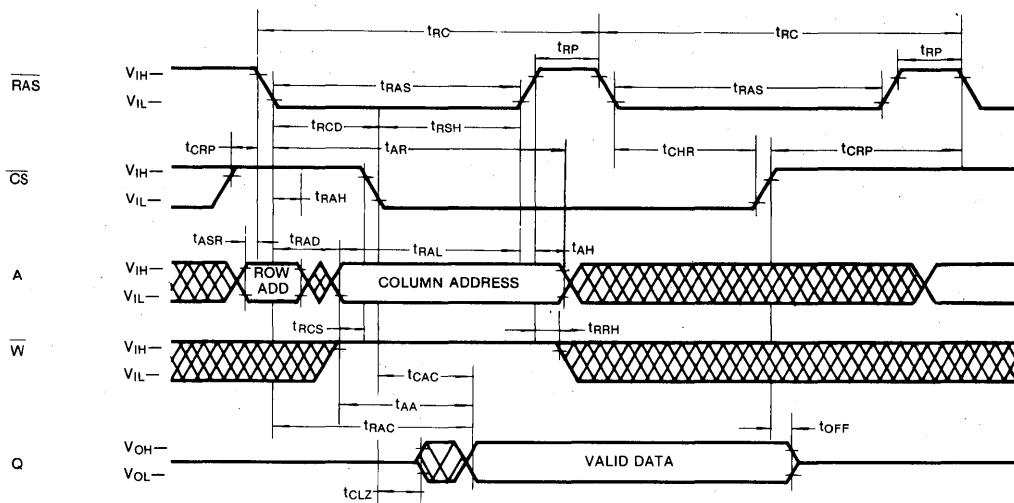 tRC tRC
tRP tRP
RAS VIH
VIL
tRAS tRAS
tRCD tRSH
tCRP tAR tCHR tCRP
CS VIH
VIL
tRAH
tASR tRAD tRAL tAH
A VIH
VIL
ROW ADD
COLUMN ADDRESS
tRCS tRRH
W VIH
VIL
tCAC
tAA
tRAC tOFF
Q VOH
VOL
VALID DATA
tCLZ